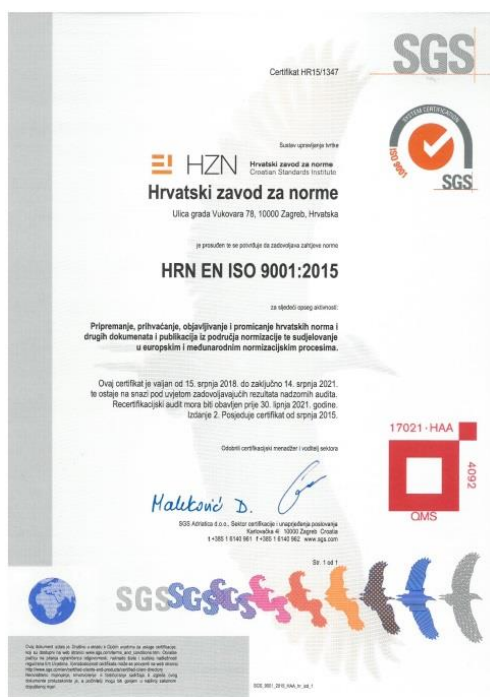 SGS
Certifikat HR15/1347
SYSTEM CERTIFICATION
ISO 9001
SGS
Sustav upravljanja tvrtke
HZN Hrvatski zavod za norme
Croatian Standards Institute
Hrvatski zavod za norme
Ulica grada Vukovara 78, 10000 Zagreb, Hrvatska
je prosuđen te se potvrđuje da zadovoljava zahtjeve norme
HRN EN ISO 9001:2015
za sljedeći opseg aktivnosti:
Pripremanje, prihvaćanje, objavljivanje i promicanje hrvatskih norma i
drugih dokumenata i publikacija iz područja normizacije te sudjelovanje
u europskim i međunarodnim normizacijskim procesima.
Ovaj certifikat je valjan od 15. srpnja 2018. do zaključno 14. srpnja 2021.
te ostaje na snazi pod uvjetom zadovoljavajućih rezultata nadzornih audita.
Recertifikacijski audit mora biti obavljen prije 30. lipnja 2021. godine.
Izdanje 2. Posjeduje certifikat od srpnja 2015.
Odobrili certifikacijski menadžer i voditelj sektora
17021-HAA
4092
QMS
Maleković D.
SGS Adriatica d.o.o., Sektor certifikacije i unaprjeđenja poslovanja
Karlovačka 4l 10000 Zagreb Croatia
t +385 1 6140 961 f +385 1 6140 962 www.sgs.com
Str. 1 od 1
SGS SGS SGS